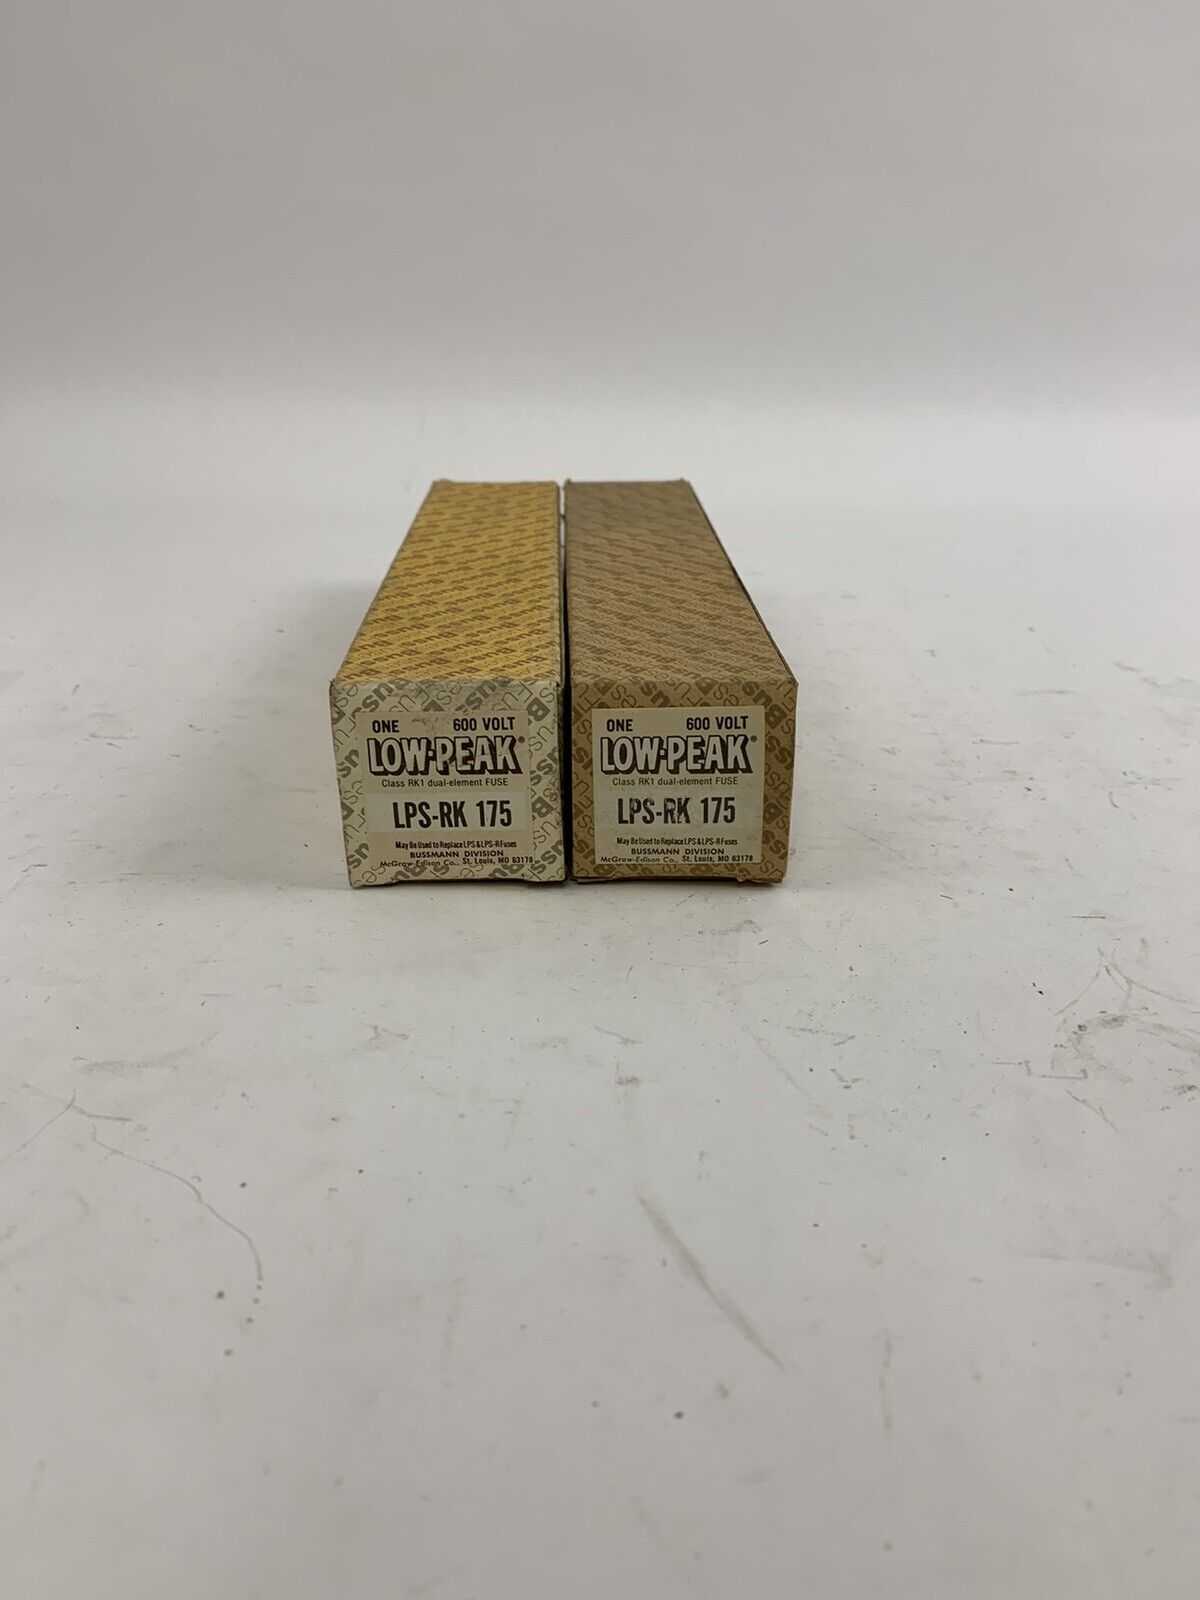 ONE 600 VOLT
LOW-PEAK®
Class RK1 dual-element FUSE
LPS-RK 175
May Be Used to Replace LPS & LPS-R Fuses
BUSSMANN DIVISION
McGraw-Edison Co., St. Louis, MO 63178
ONE 600 VOLT
LOW-PEAK®
Class RK1 dual-element FUSE
LPS-RK 175
May Be Used to Replace LPS & LPS-R Fuses
BUSSMANN DIVISION
McGraw-Edison Co., St. Louis, MO 63178